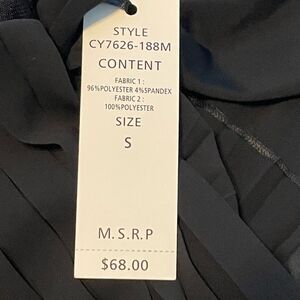 STYLE
CY7626-188M
CONTENT
FABRIC 1 :
96%POLYESTER 4%SPANDEX
FABRIC 2 :
100%POLYESTER
SIZE
S
M.S.R.P
$68.00